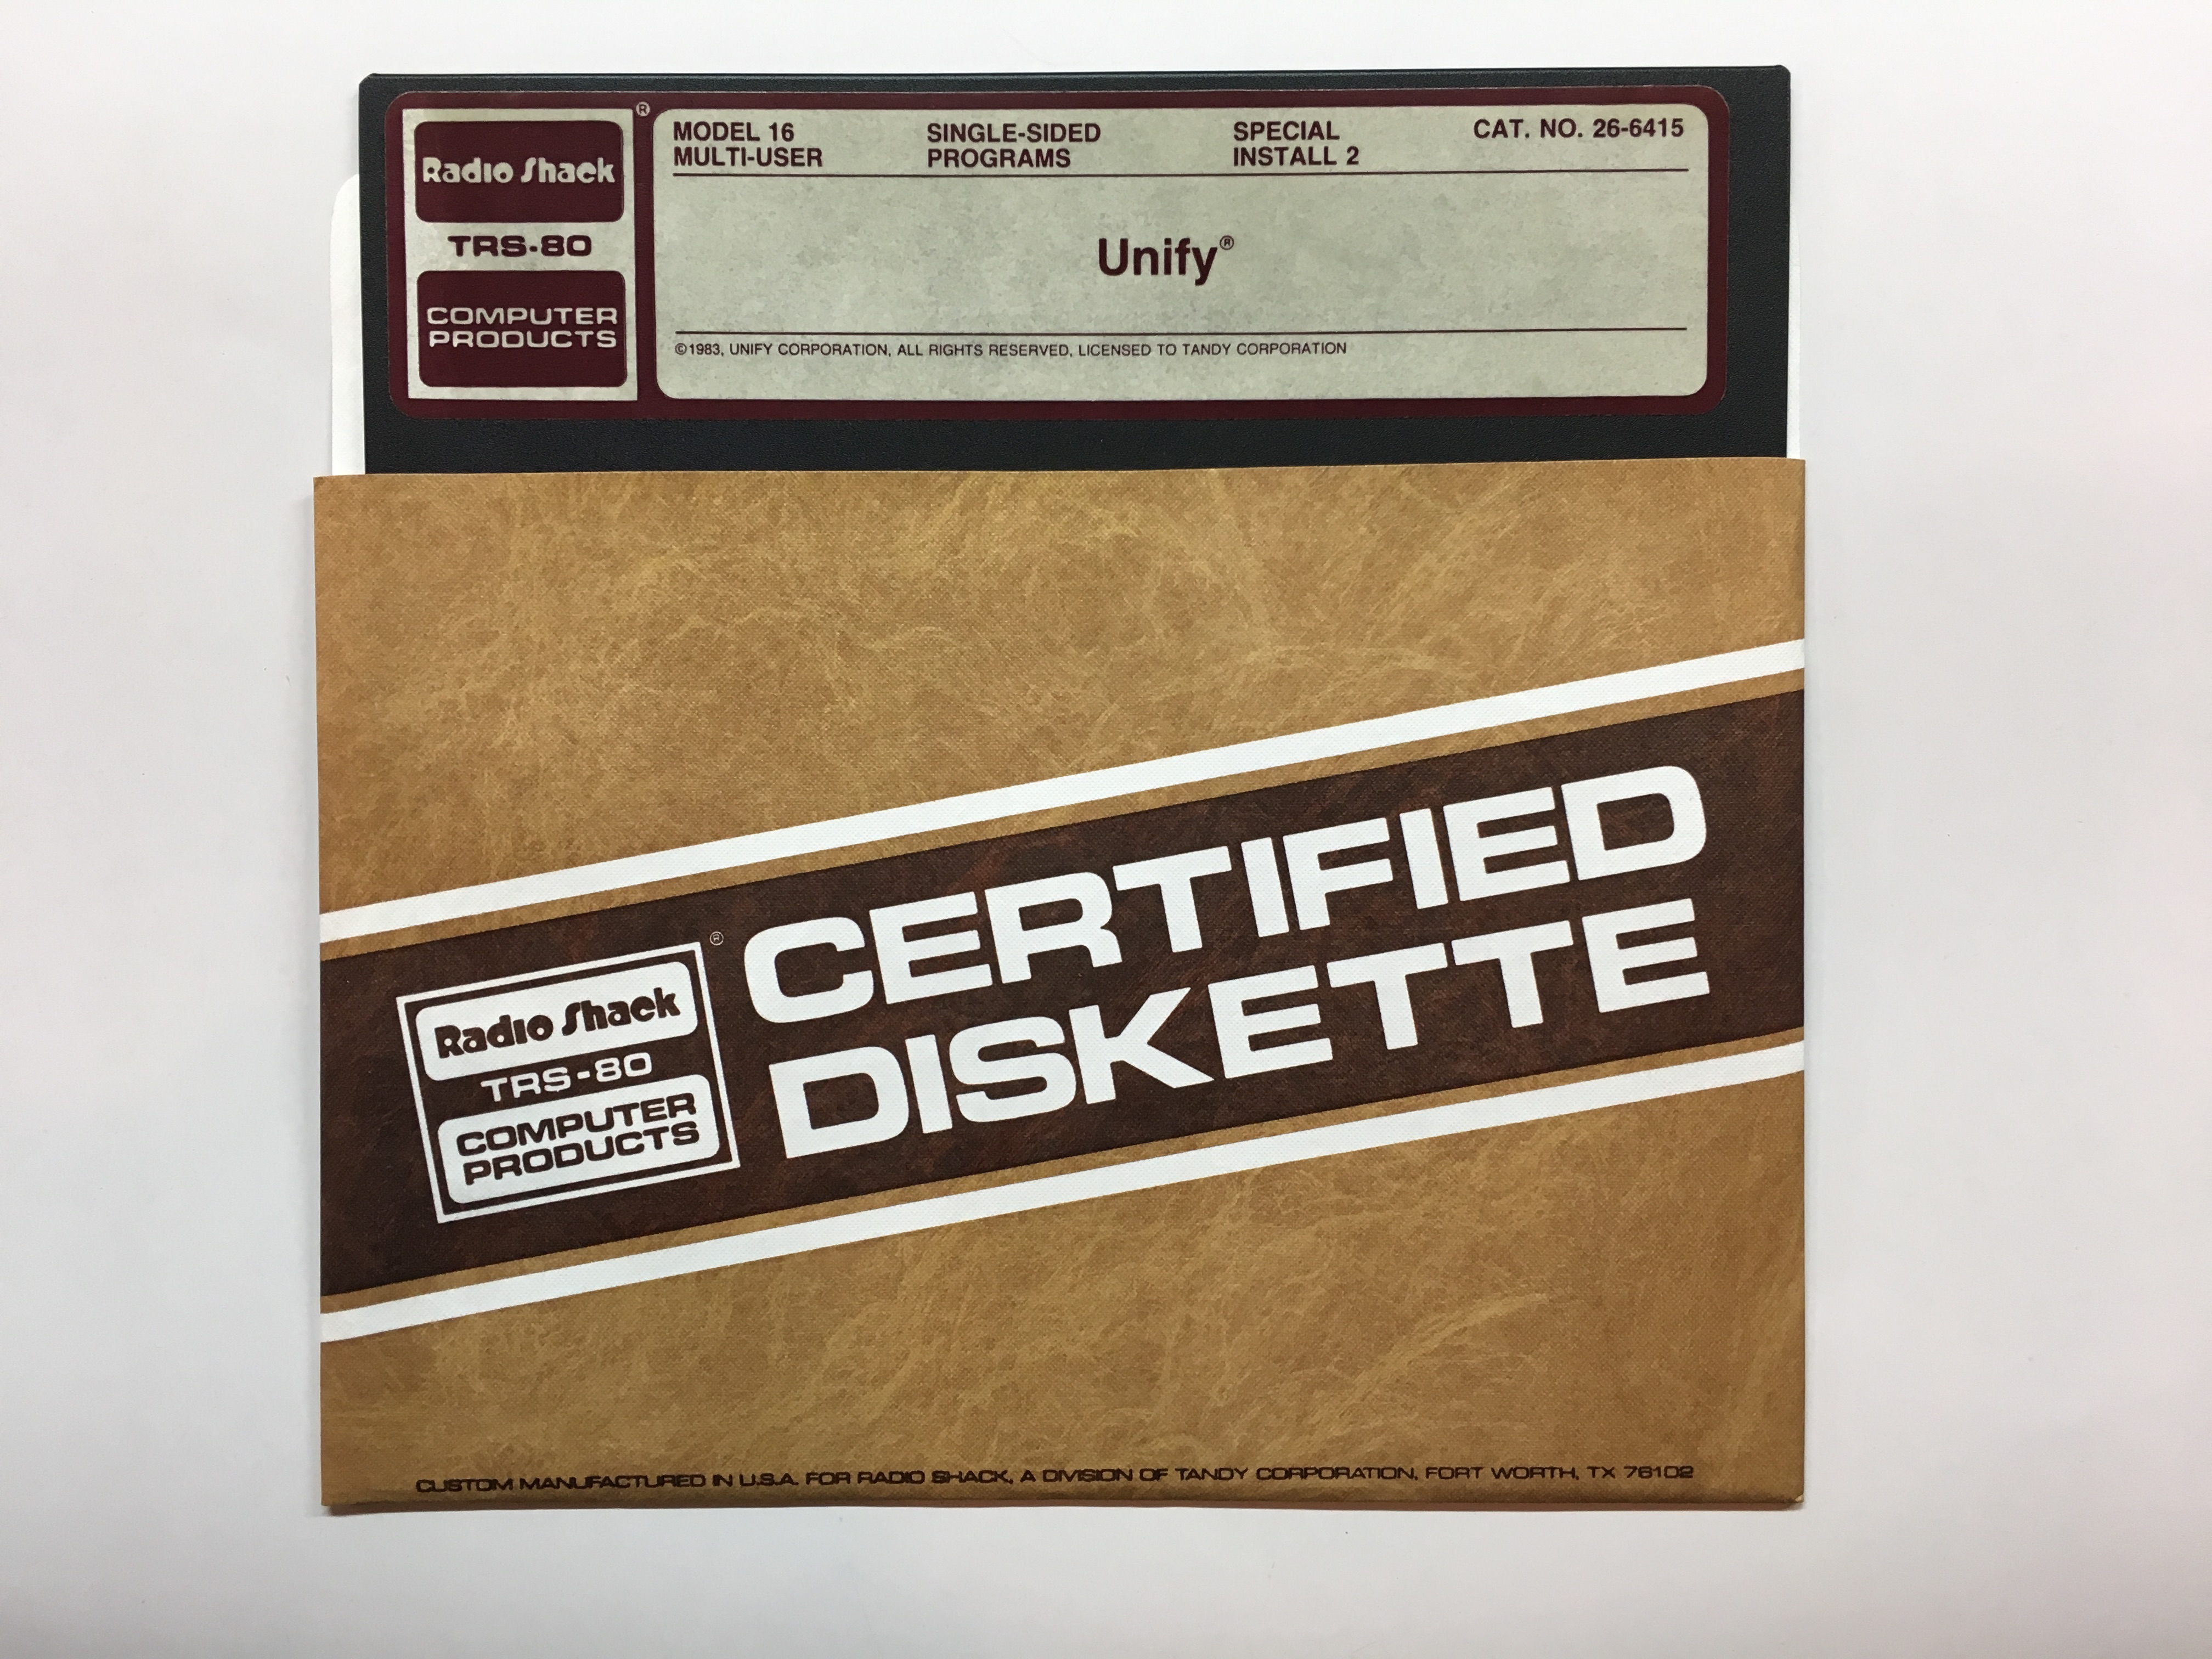 Radio Shack ®
TRS-80
COMPUTER
PRODUCTS
MODEL 16
MULTI-USER
SINGLE-SIDED
PROGRAMS
SPECIAL
INSTALL 2
CAT. NO. 26-6415
Unify®
©1983, UNIFY CORPORATION, ALL RIGHTS RESERVED, LICENSED TO TANDY CORPORATION
Radio Shack ®
TRS-80
COMPUTER
PRODUCTS
CERTIFIED
DISKETTE
CUSTOM MANUFACTURED IN U.S.A. FOR RADIO SHACK, A DIVISION OF TANDY CORPORATION, FORT WORTH, TX 76102